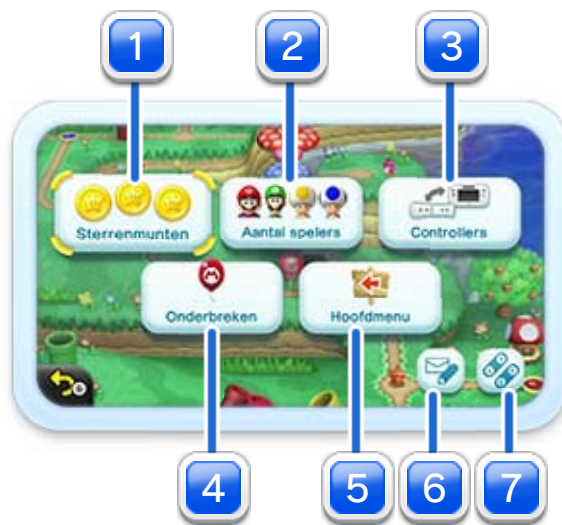 1 2 3
Sterrenmunten Aantal spelers Controllers
Onderbreken Hoofdmenu
4 5 6 7